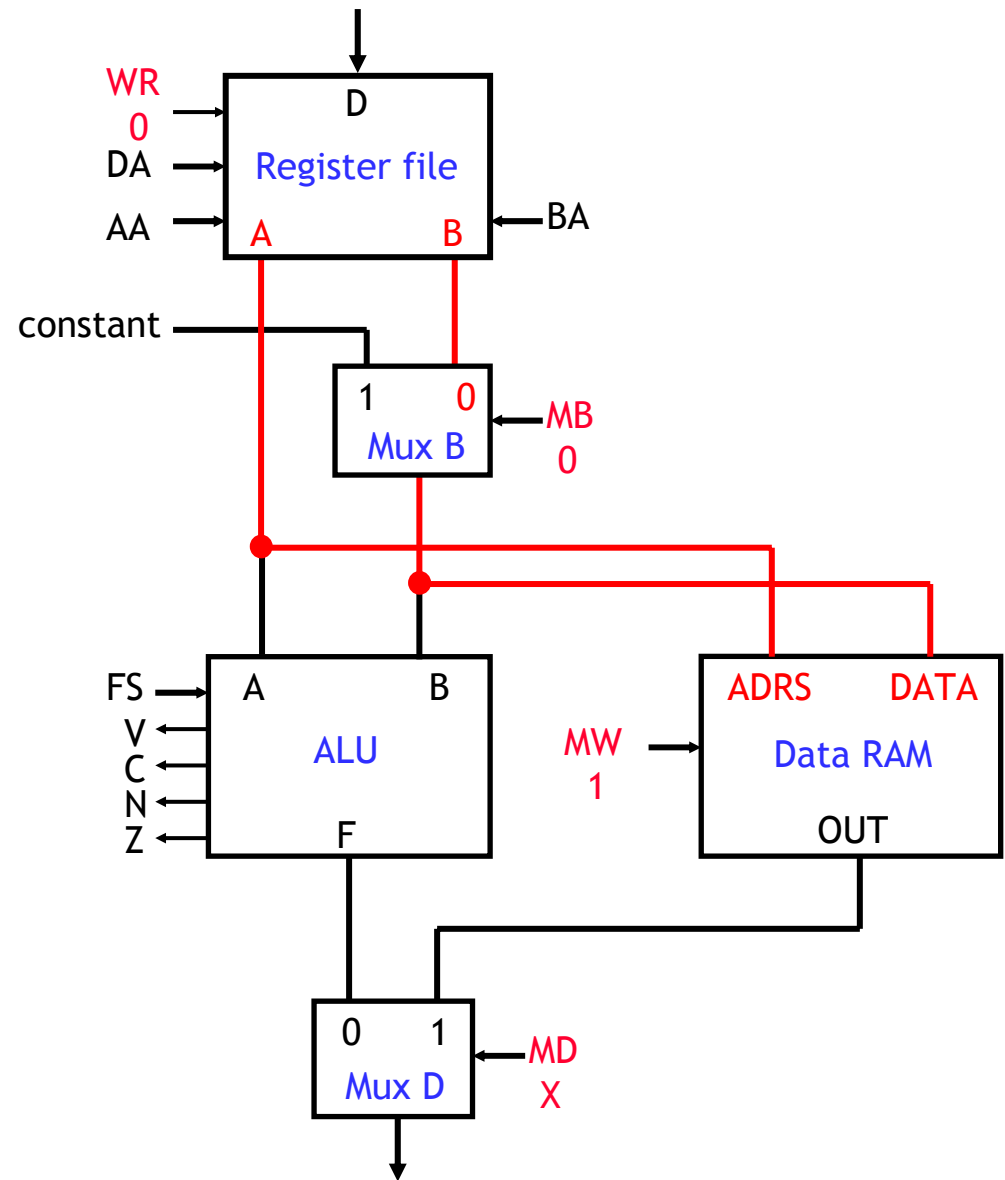 WR
0
D
DA
Register file
AA
A
B
BA
constant
1
0
MB
0
Mux B
FS
A
B
ADRS
DATA
V
C
N
Z
ALU
MW
1
Data RAM
F
OUT
0
1
MD
X
Mux D